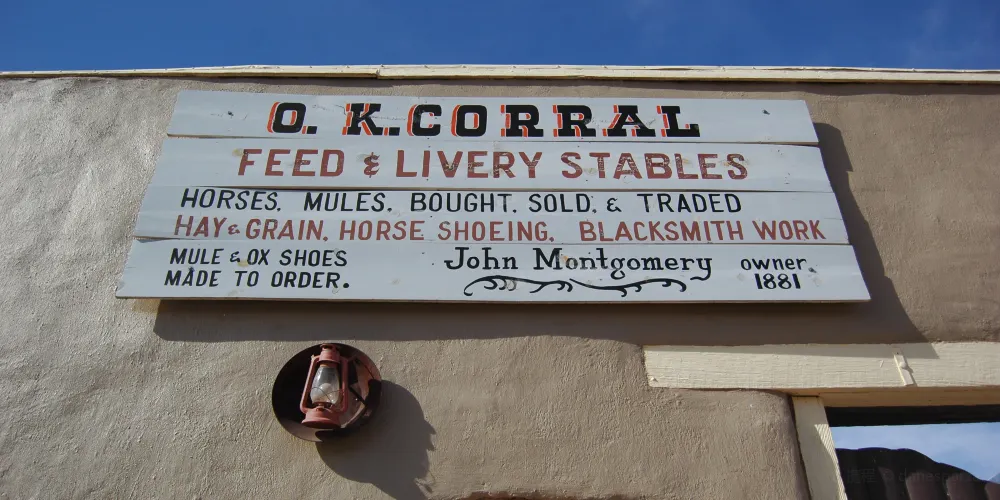 O. K. CORRAL
FEED & LIVERY STABLES
HORSES, MULES, BOUGHT, SOLD, & TRADED
HAY & GRAIN, HORSE SHOEING, BLACKSMITH WORK
MULE & OX SHOES
MADE TO ORDER.
John Montgomery
owner
1881